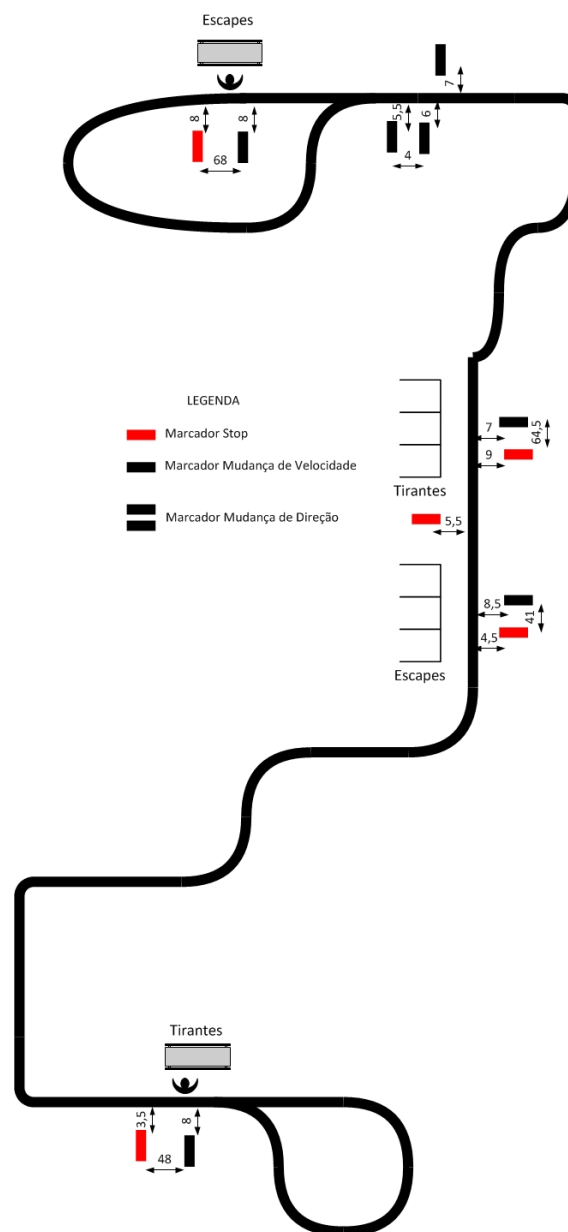 Escapes
7
8
8
5,5
6
68
4
LEGENDA
Marcador Stop
Marcador Mudança de Velocidade
Marcador Mudança de Direção
7
64,5
9
Tirantes
5,5
8,5
41
4,5
Escapes
Tirantes
3,5
8
48